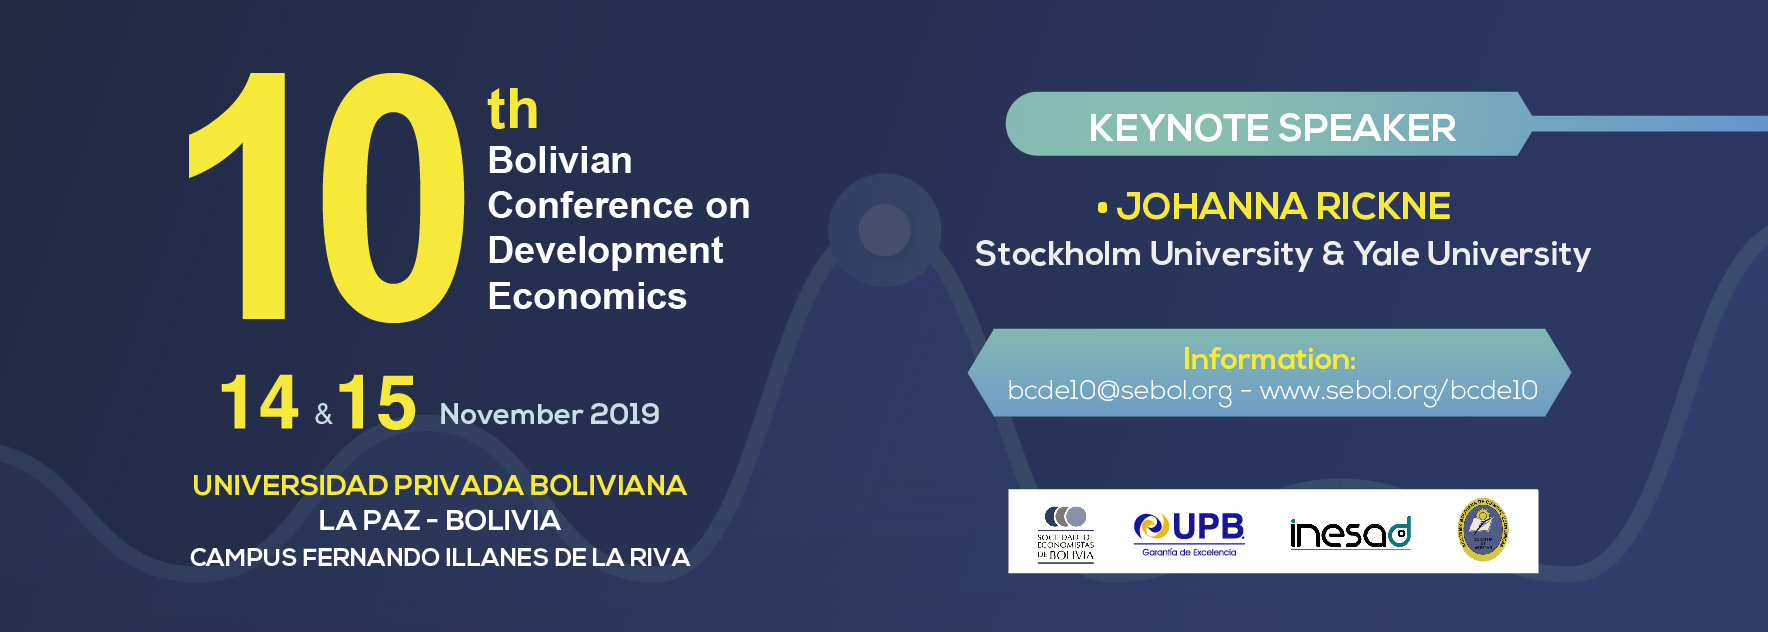 10th
Bolivian
Conference on
Development
Economics
14 & 15 November 2019
UNIVERSIDAD PRIVADA BOLIVIANA
LA PAZ - BOLIVIA
CAMPUS FERNANDO ILLANES DE LA RIVA
KEYNOTE SPEAKER
• JOHANNA RICKNE
Stockholm University & Yale University
Information:
bcde10@sebol.org - www.sebol.org/bcde10
SOCIEDAD DE
ECONOMISTAS
DE BOLIVIA
UPB
Garantía de Excelencia
inesad